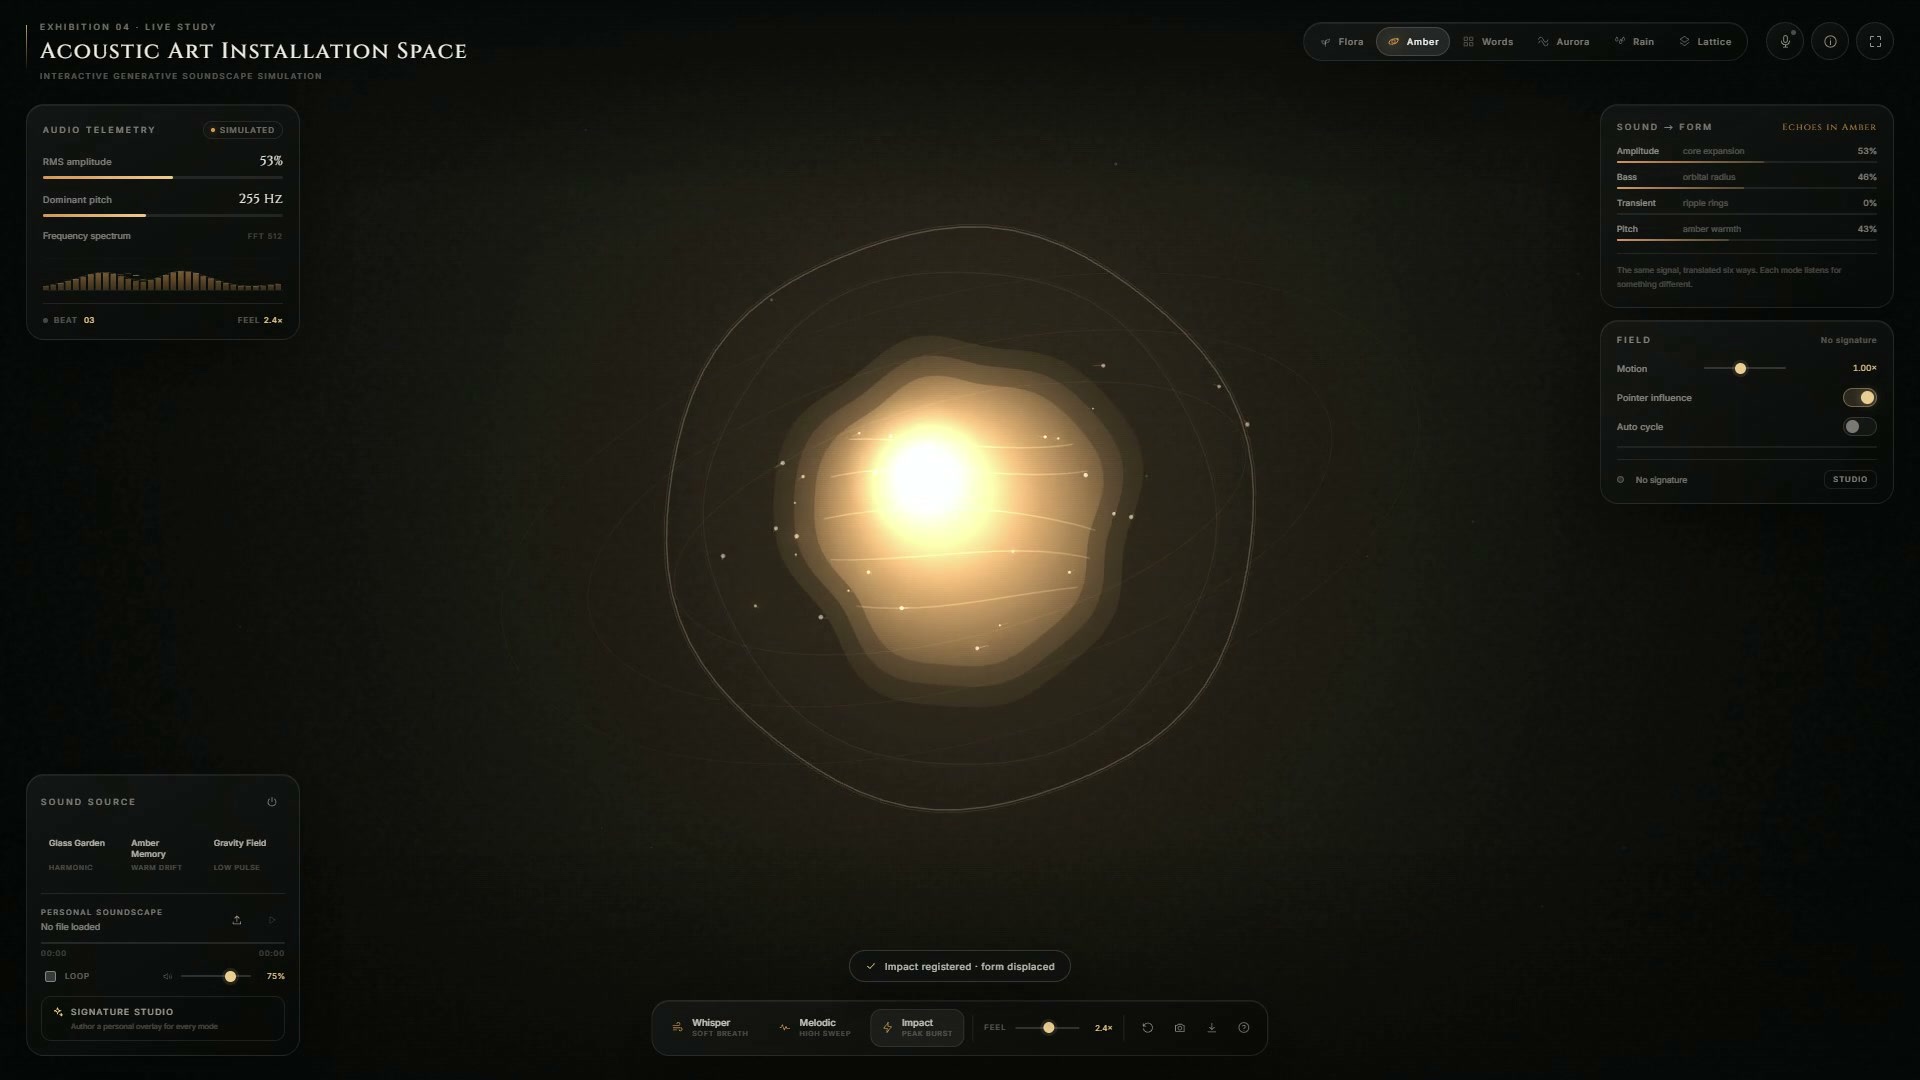 EXHIBITION 04 · LIVE STUDY
ACOUSTIC ART INSTALLATION SPACE
INTERACTIVE GENERATIVE SOUNDSCAPE SIMULATION
Flora
Amber
Words
Aurora
Rain
Lattice
AUDIO TELEMETRY
SIMULATED
RMS amplitude 53%
Dominant pitch 255 HZ
Frequency spectrum FFT 512
BEAT 03 FEEL 2.4×
SOUND → FORM ECHOES IN AMBER
Amplitude core expansion 53%
Bass orbital radius 46%
Transient ripple rings 0%
Pitch amber warmth 43%
The same signal, translated six ways. Each mode listens for
something different.
FIELD No signature
Motion 1.00×
Pointer influence
Auto cycle
No signature STUDIO
SOUND SOURCE
Glass Garden
HARMONIC
Amber
Memory
WARM DRIFT
Gravity Field
LOW PULSE
PERSONAL SOUNDSCAPE
No file loaded
00:00 00:00
LOOP 75%
SIGNATURE STUDIO
Author a personal overlay for every mode
Impact registered · form displaced
Whisper
SOFT BREATH
Melodic
HIGH SWEEP
Impact
PEAK BURST
FEEL 2.4×